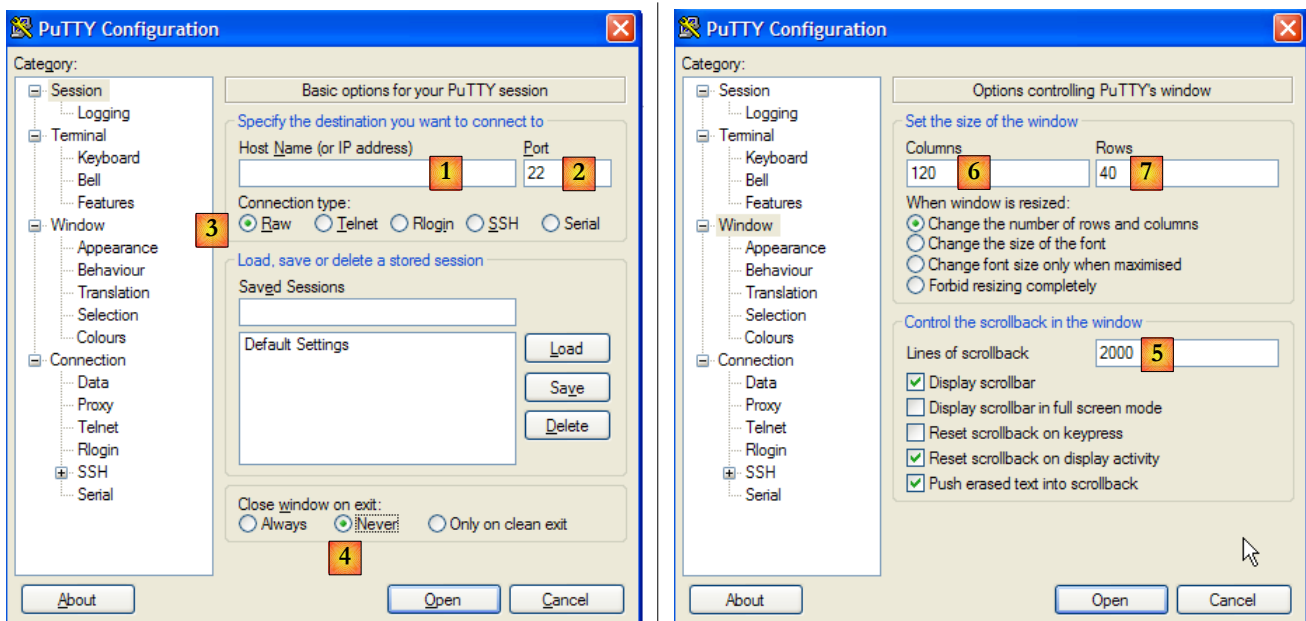 PuTTY Configuration
Category:
Session
Logging
Terminal
Keyboard
Bell
Features
Window
Appearance
Behaviour
Translation
Selection
Colours
Connection
Data
Proxy
Telnet
Rlogin
SSH
Serial
Basic options for your PuTTY session
Specify the destination you want to connect to
Host Name (or IP address) Port
1 22 2
Connection type:
3 Raw Telnet Rlogin SSH Serial
Load, save or delete a stored session
Saved Sessions
Default Settings
Load
Save
Delete
Close window on exit:
Always Never Only on clean exit
4
About Open Cancel
PuTTY Configuration
Category:
Session
Logging
Terminal
Keyboard
Bell
Features
Window
Appearance
Behaviour
Translation
Selection
Colours
Connection
Data
Proxy
Telnet
Rlogin
SSH
Serial
Options controlling PuTTY's window
Set the size of the window
Columns Rows
120 6 40 7
When window is resized:
Change the number of rows and columns
Change the size of the font
Change font size only when maximised
Forbid resizing completely
Control the scrollback in the window
Lines of scrollback 2000 5
Display scrollbar
Display scrollbar in full screen mode
Reset scrollback on keypress
Reset scrollback on display activity
Push erased text into scrollback
About Open Cancel